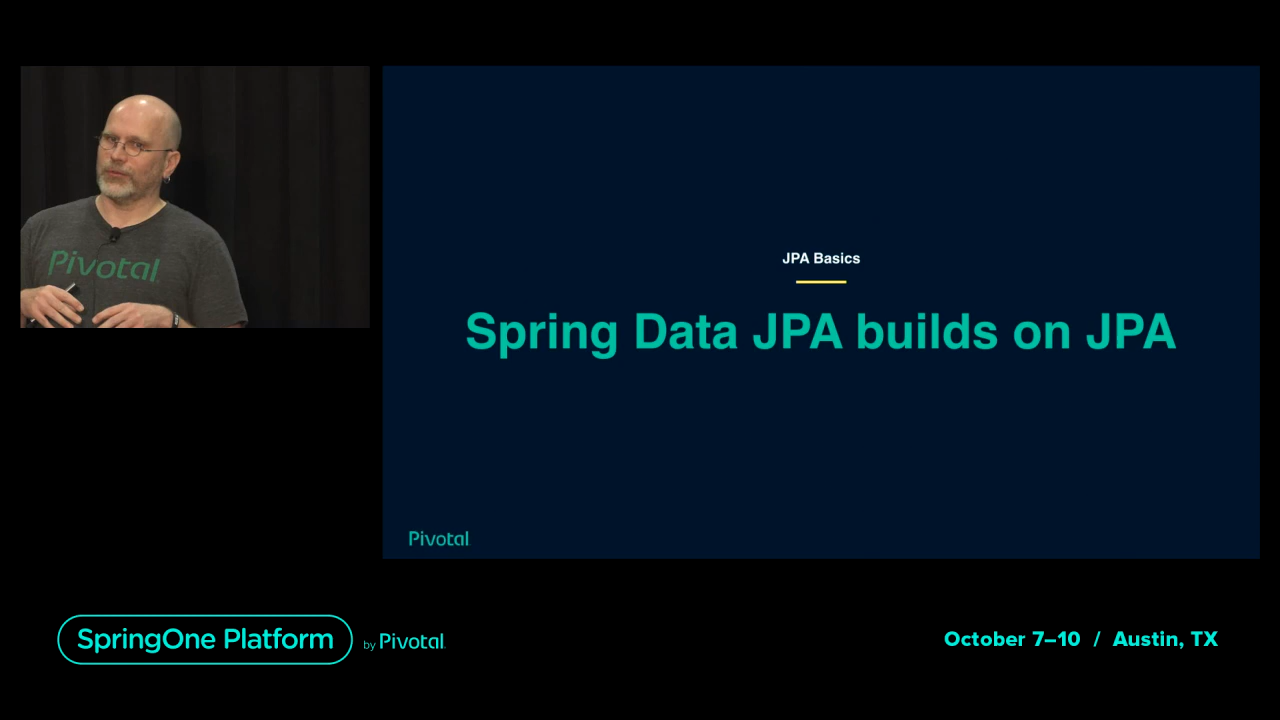 Pivotal
JPA Basics
Spring Data JPA builds on JPA
Pivotal
SpringOne Platform by Pivotal
October 7–10 / Austin, TX